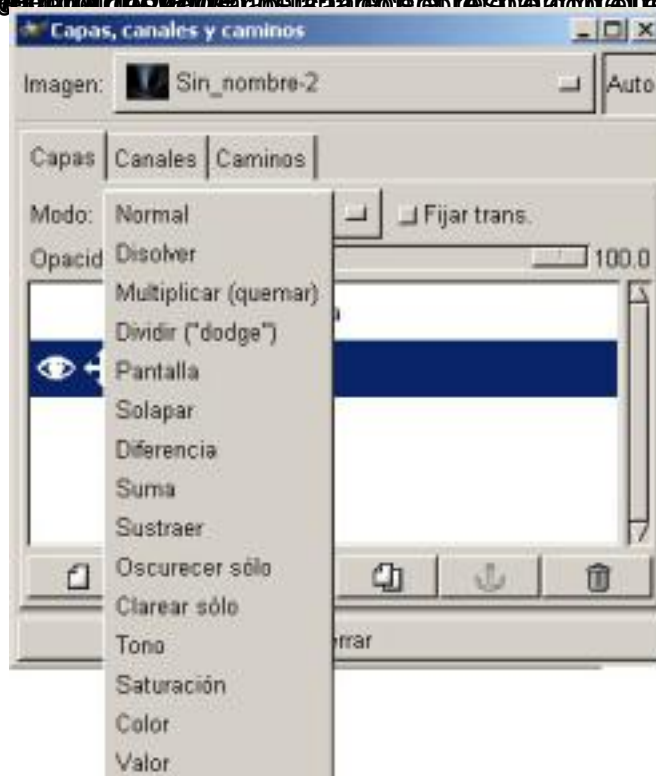 Capas, canales y caminos
Imagen: Sin_nombre-2 Auto
Capas Canales Caminos
Modo: Normal Fijar trans.
Opacid 100.0
Disolver
Multiplicar (quemar)
Dividir ("dodge")
Pantalla
Solapar
Diferencia
Suma
Sustraer
Oscurecer sólo
Clarear sólo
Tono rrar
Saturación
Color
Valor